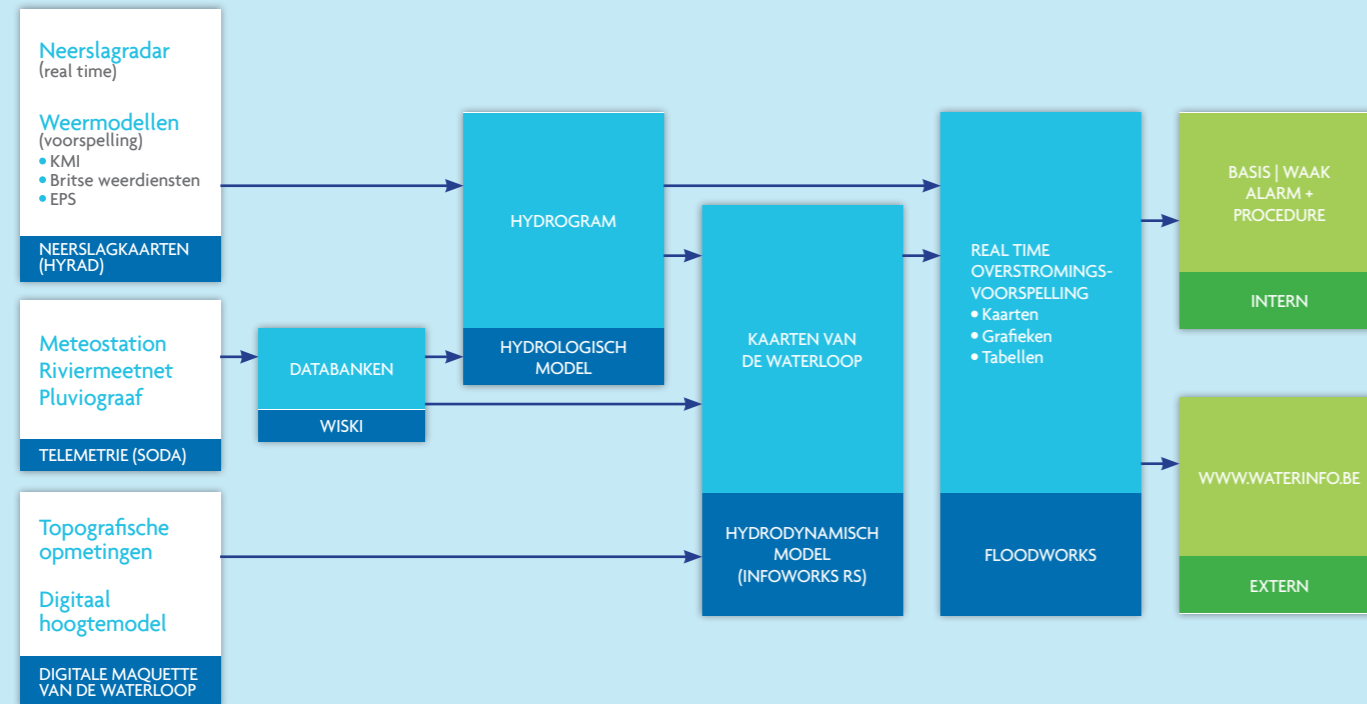 Neerslagradar
(real time)
Weermodellen
(voorspelling)
• KMI
• Britse weerdiensten
• EPS
NEERSLAGKAARTEN
(HYRAD)
Meteostation
Riviermeetnet
Pluviograaf
TELEMETRIE (SODA)
Topografische
opmetingen
Digitaal
hoogtemodel
DIGITALE MAQUETTE
VAN DE WATERLOOP
DATABANKEN
WISKI
HYDROGRAM
HYDROLOGISCH
MODEL
KAARTEN VAN
DE WATERLOOP
HYDRODYNAMISCH
MODEL
(INFOWORKS RS)
REAL TIME
OVERSTROMINGS-
VOORSPELLING
• Kaarten
• Grafieken
• Tabellen
FLOODWORKS
BASIS | WAAK
ALARM +
PROCEDURE
INTERN
WWW.WATERINFO.BE
EXTERN